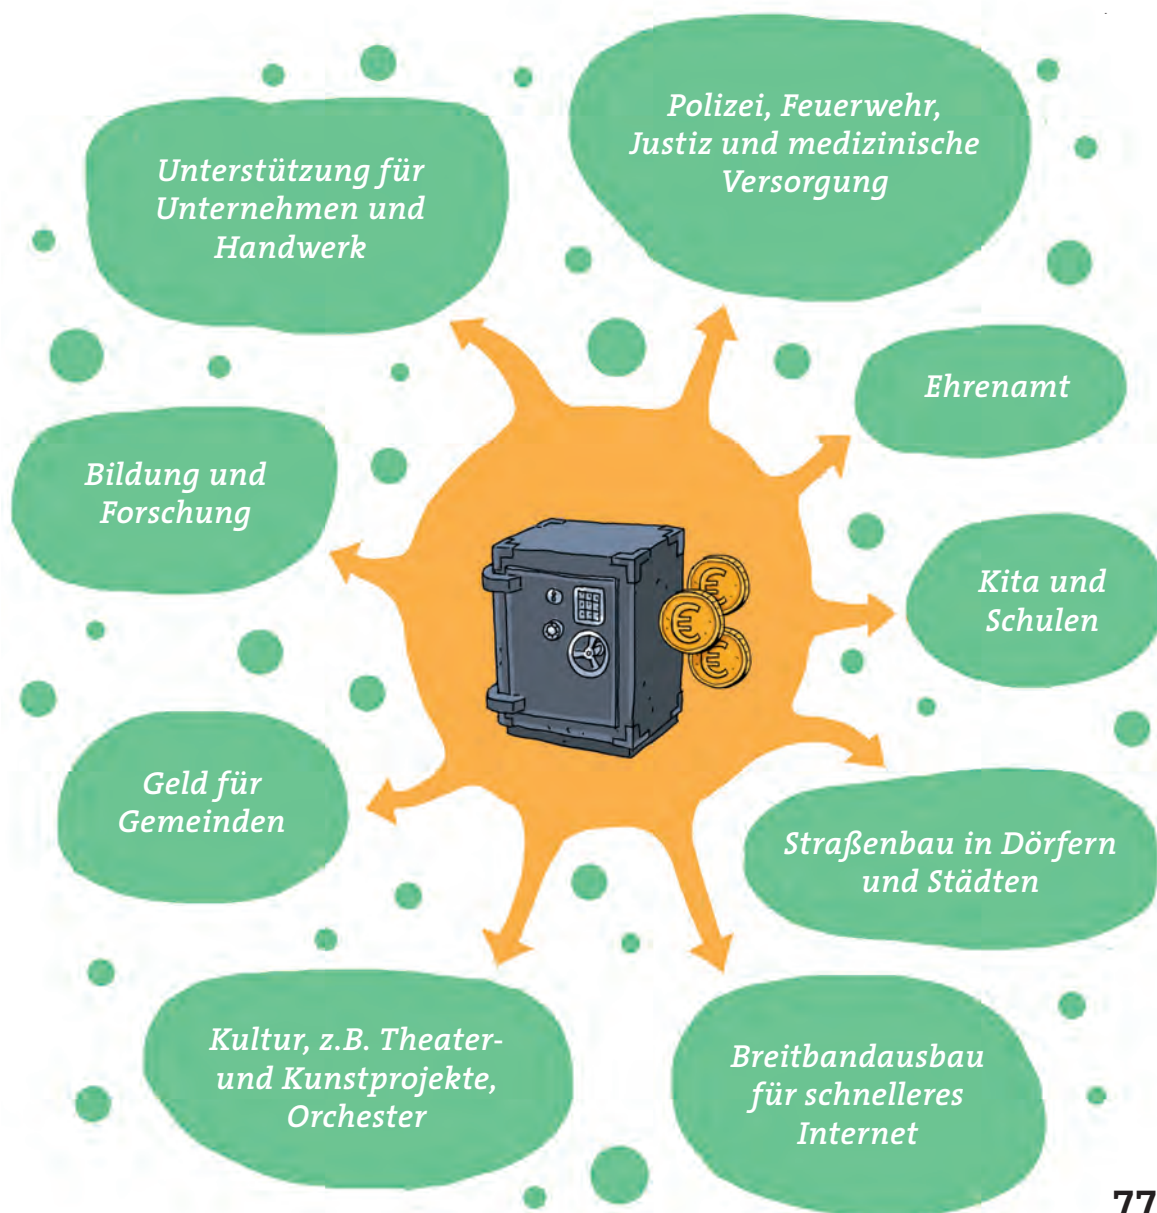 Polizei, Feuerwehr,
Justiz und medizinische
Versorgung
Unterstützung für
Unternehmen und
Handwerk
Ehrenamt
Bildung und
Forschung
Kita und
Schulen
Geld für
Gemeinden
Straßenbau in Dörfern
und Städten
Kultur, z.B. Theater-
und Kunstprojekte,
Orchester
Breitbandausbau
für schnelleres
Internet
77